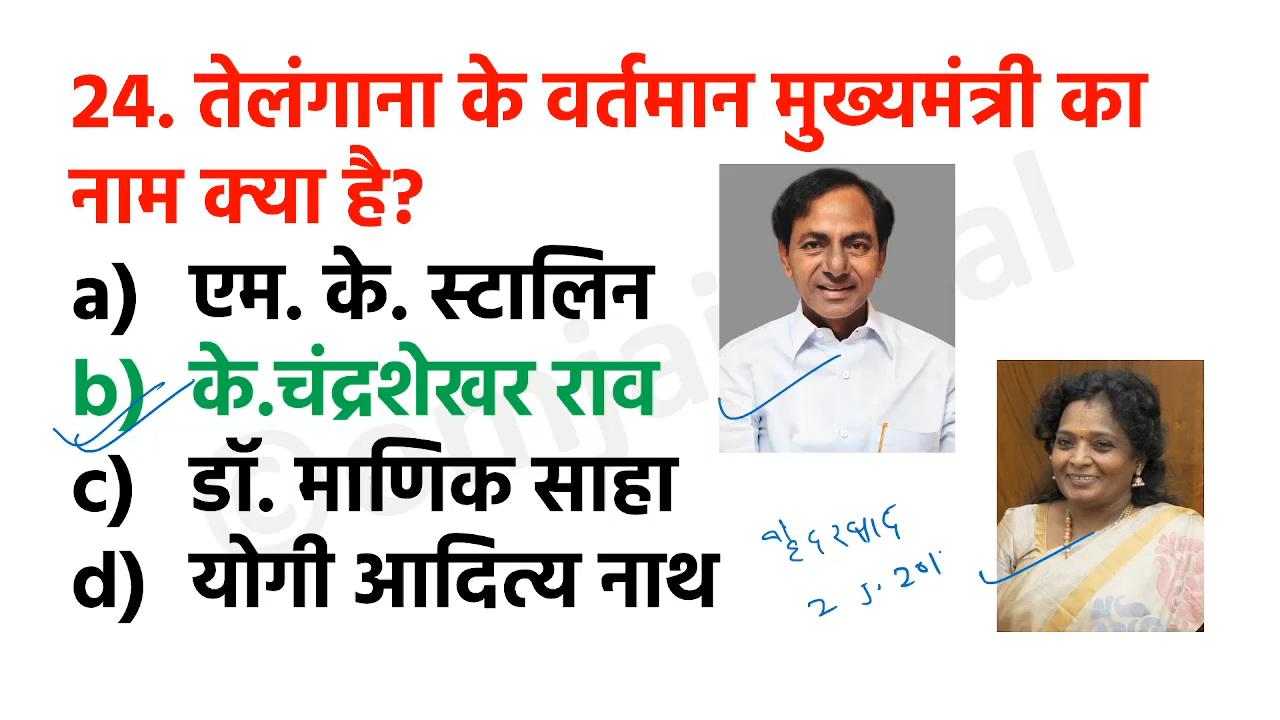 24. तेलंगाना के वर्तमान मुख्यमंत्री का
नाम क्या है?
a) एम. के. स्टालिन
b) के.चंद्रशेखर राव
c) डॉ. माणिक साहा
d) योगी आदित्य नाथ